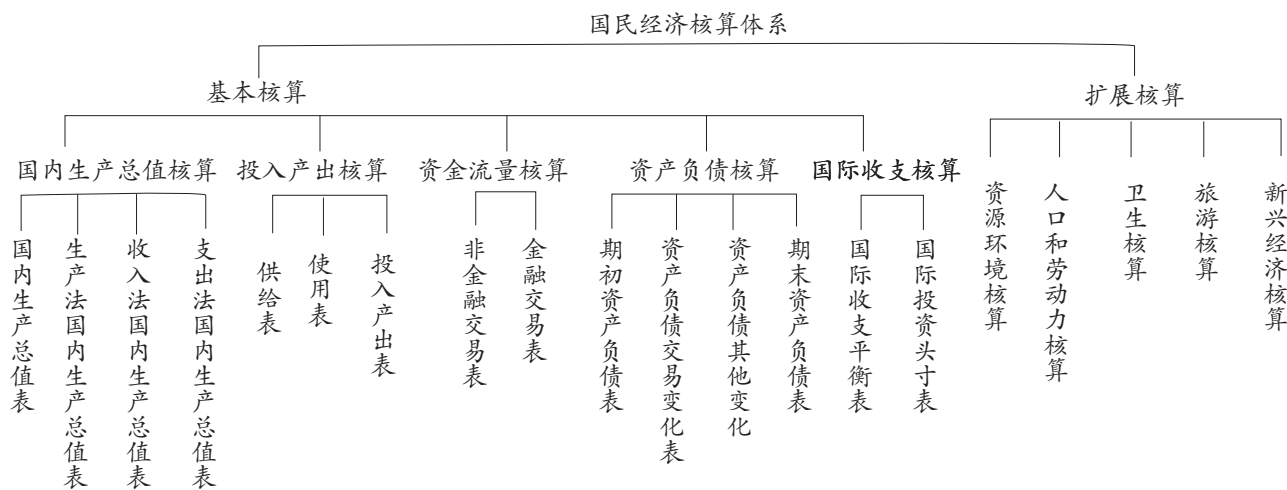 国民经济核算体系
基本核算
扩展核算
国内生产总值核算
投入产出核算
资金流量核算
资产负债核算
国际收支核算
国内生产总值表
生产法国内生产总值表
收入法国内生产总值表
支出法国内生产总值表
供给表
使用表
投入产出表
非金融交易表
金融交易表
期初资产负债表
资产负债交易变化表
资产负债其他变化
期末资产负债表
国际收支平衡表
国际投资头寸表
资源环境核算
人口和劳动力核算
卫生核算
旅游核算
新兴经济核算